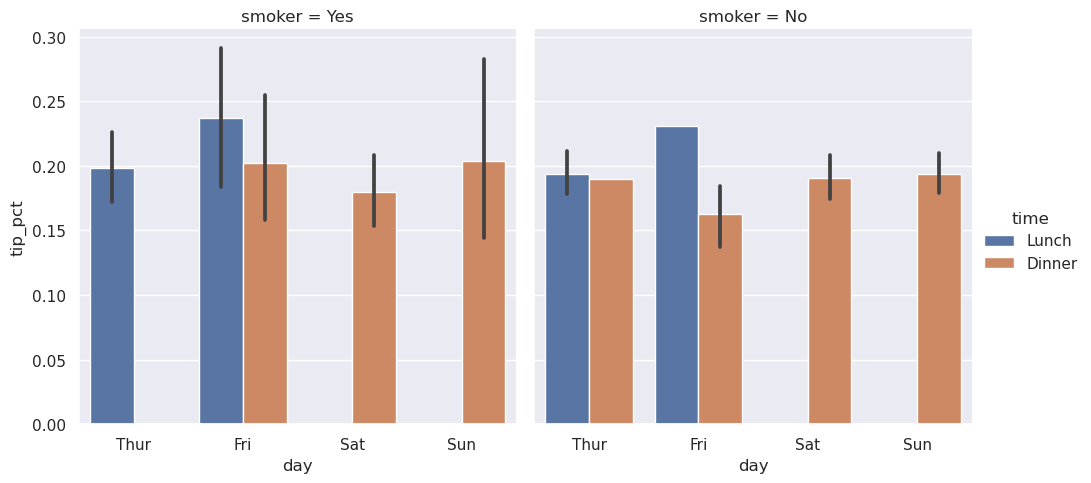 smoker = Yes
smoker = No
tip_pct
0.30
0.25
0.20
0.15
0.10
0.05
0.00
Thur Fri Sat Sun
day
Thur Fri Sat Sun
day
time
Lunch
Dinner